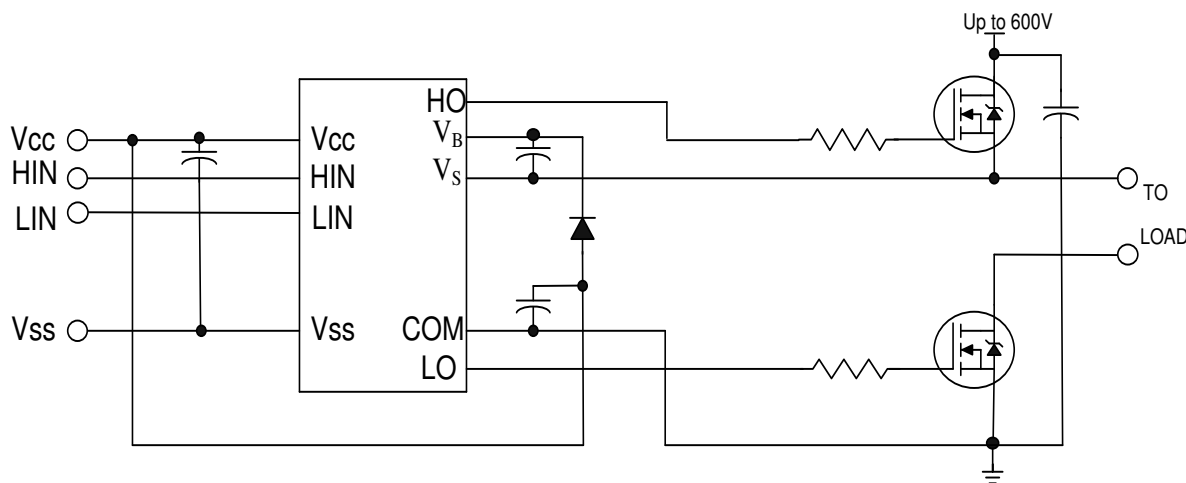 Up to 600V
HO
Vcc
Vcc
VB
HIN
HIN
VS
LIN
LIN
TO
LOAD
Vss
Vss
COM
LO